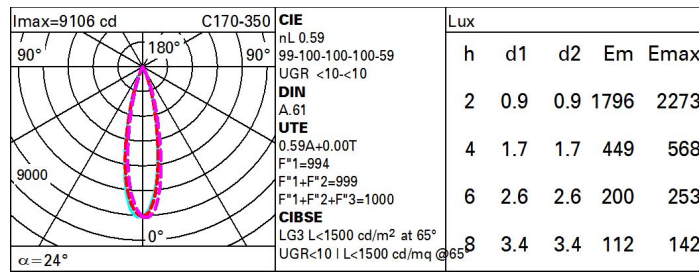 Imax=9106 cd C170-350
90° 180° 90°
9000
0°
α=24°
CIE
nL 0.59
99-100-100-100-59
UGR <10-<10
DIN
A.61
UTE
0.59A+0.00T
F"1=994
F"1+F"2=999
F"1+F"2+F"3=1000
CIBSE
LG3 L<1500 cd/m² at 65°
UGR<10 | L<1500 cd/mq @65°
Lux
h d1 d2 Em Emax
2 0.9 0.9 1796 2273
4 1.7 1.7 449 568
6 2.6 2.6 200 253
8 3.4 3.4 112 142